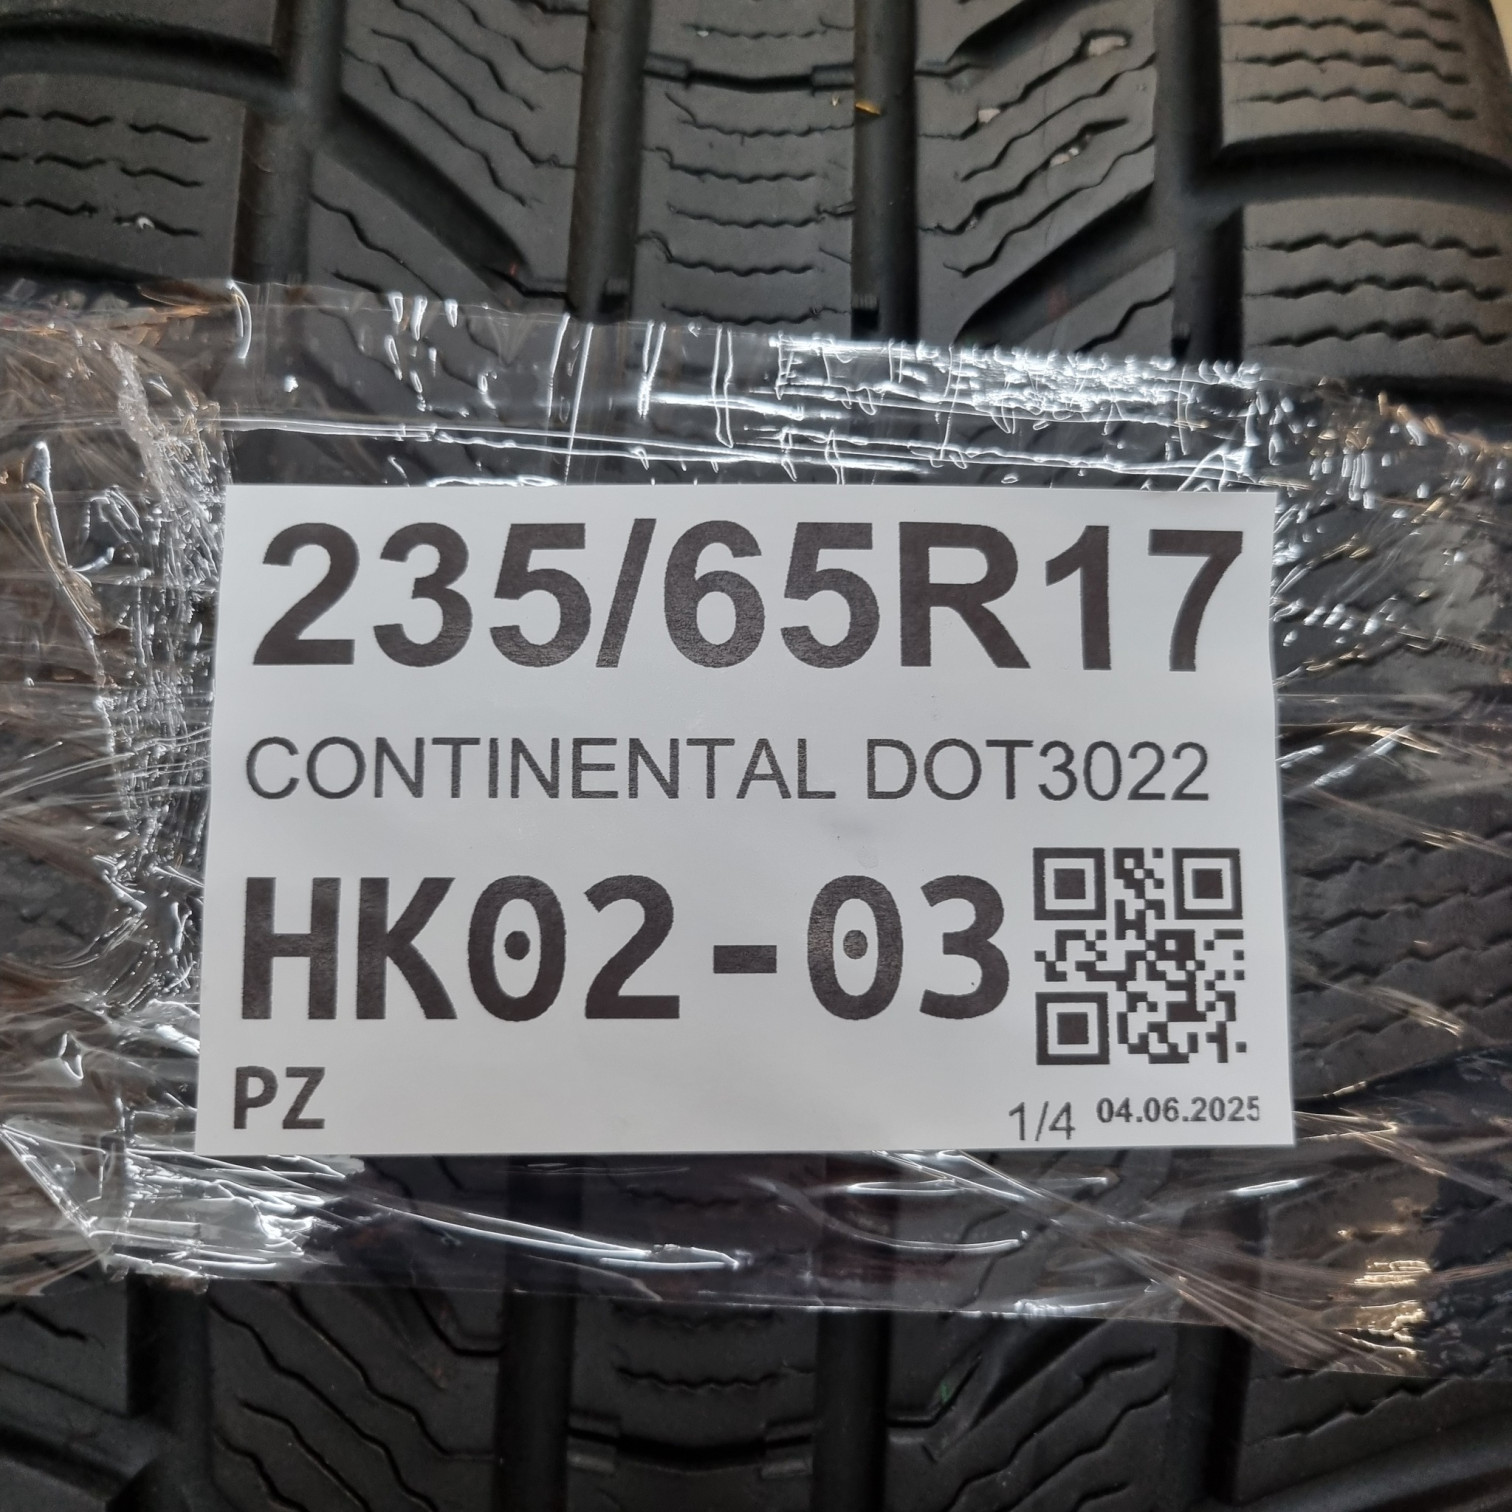 235/65R17
CONTINENTAL DOT3022
HK02-03
PZ
1/4 04.06.2025